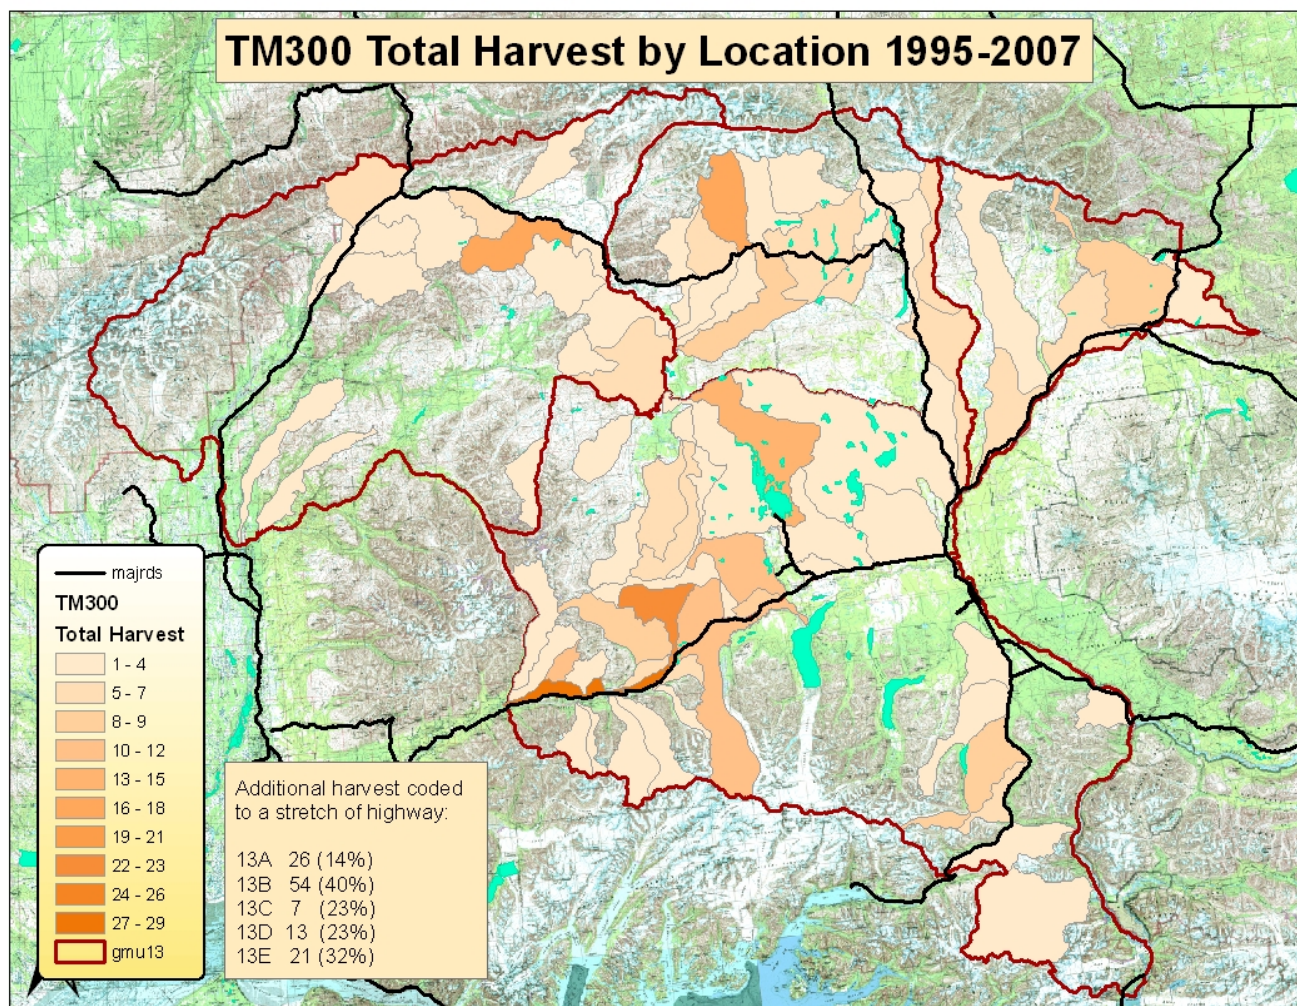 TM300 Total Harvest by Location 1995-2007
majrds
TM300
Total Harvest
1 - 4
5 - 7
8 - 9
10 - 12
13 - 15
16 - 18
19 - 21
22 - 23
24 - 26
27 - 29
gmu13
Additional harvest coded
to a stretch of highway:
13A 26 (14%)
13B 54 (40%)
13C 7 (23%)
13D 13 (23%)
13E 21 (32%)